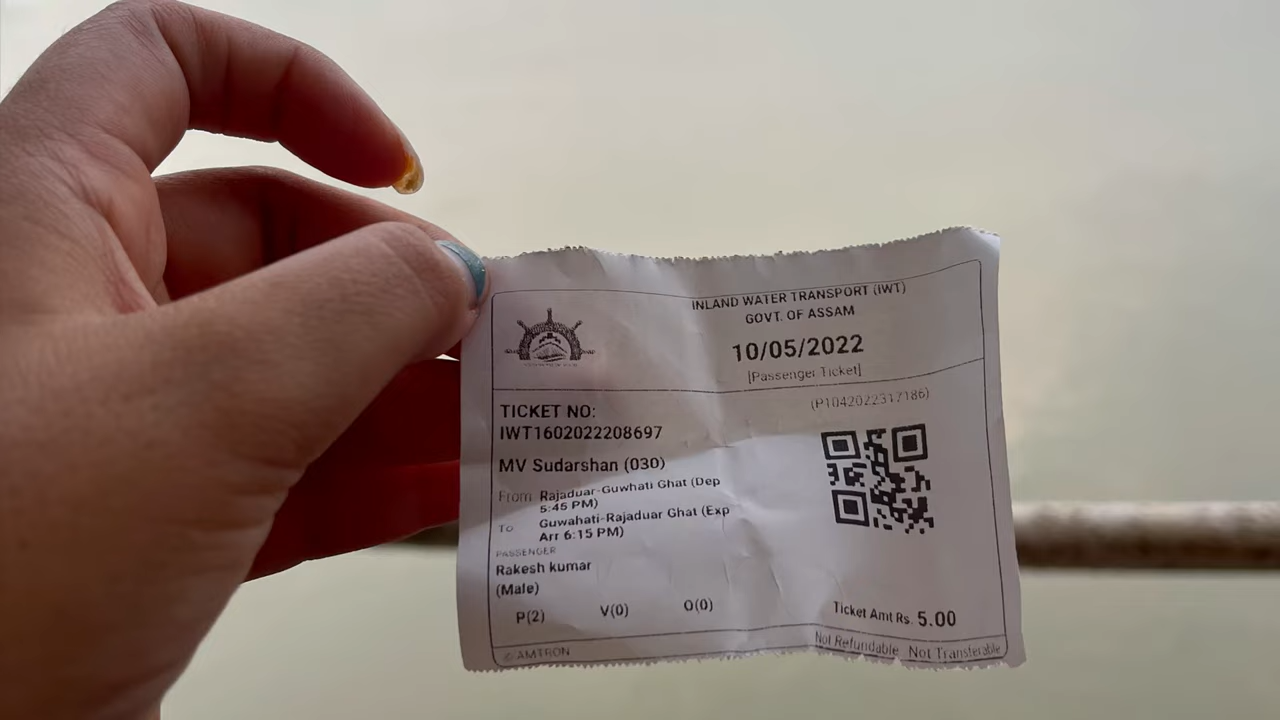 INLAND WATER TRANSPORT (IWT)
GOVT. OF ASSAM
10/05/2022
[Passenger Ticket]
(P1042022317186)
TICKET NO:
IWT1602022208697
MV Sudarshan (030)
From Rajaduar-Guwhati Ghat (Dep
5:45 PM)
To Guwahati-Rajaduar Ghat (Exp
Arr 6:15 PM)
PASSENGER
Rakesh kumar
(Male)
P(2) V(0) O(0)
Ticket Amt Rs. 5.00
© AMTRON
Not Refundable Not Transferable